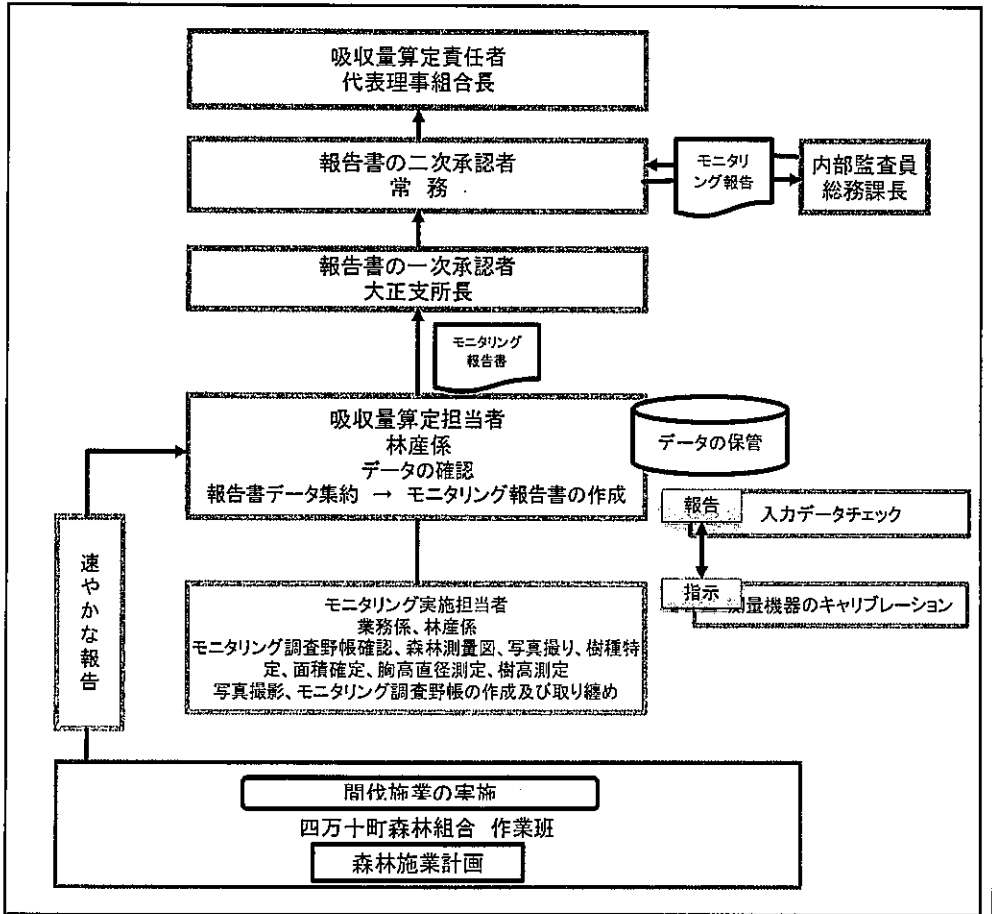 吸収量算定責任者
代表理事組合長
報告書の二次承認者
常 務
モニタリ
ング報告
内部監査員
総務課長
報告書の一次承認者
大正支所長
モニタリング
報告書
吸収量算定担当者
林産係
データの確認
報告書データ集約 → モニタリング報告書の作成
データの保管
報告
入力データチェック
指示
測量機器のキャリブレーション
速やかな報告
モニタリング実施担当者
業務係、林産係
モニタリング調査野帳確認、森林測量図、写真撮り、樹種特
定、面積確定、胸高直径測定、樹高測定
写真撮影、モニタリング調査野帳の作成及び取り纏め
間伐施業の実施
四万十町森林組合 作業班
森林施業計画